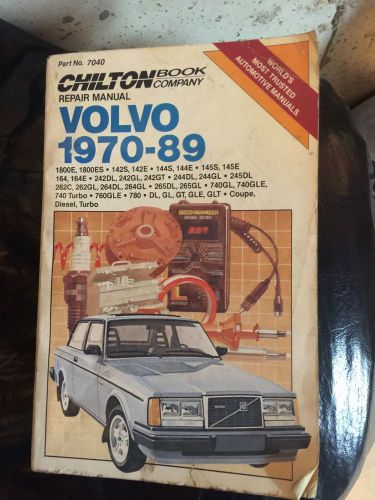 Part No. 7040
CHILTON BOOK COMPANY
REPAIR MANUAL
WORLD'S
MOST TRUSTED
AUTOMOTIVE MANUALS
VOLVO
1970-89
1800E, 1800ES • 142S, 142E • 144S, 144E • 145S, 145E
164, 164E • 242DL, 242GL, 242GT • 244DL, 244GL • 245DL
262C, 262GL, 264DL, 264GL • 265DL, 265GL • 740GL, 740GLE,
740 Turbo • 760GLE • 780 • DL, GL, GT, GLE, GLT • Coupe,
Diesel, Turbo